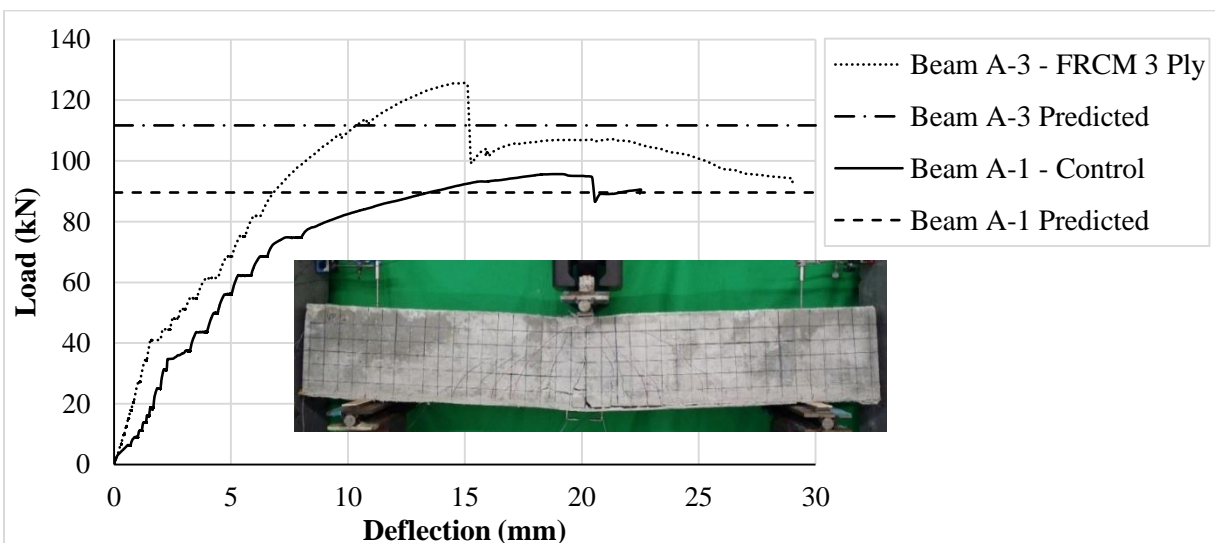 140
120
100
80
60
40
20
0
Load (kN)
0 5 10 15 20 25 30
Deflection (mm)
Beam A-3 - FRCM 3 Ply
Beam A-3 Predicted
Beam A-1 - Control
Beam A-1 Predicted